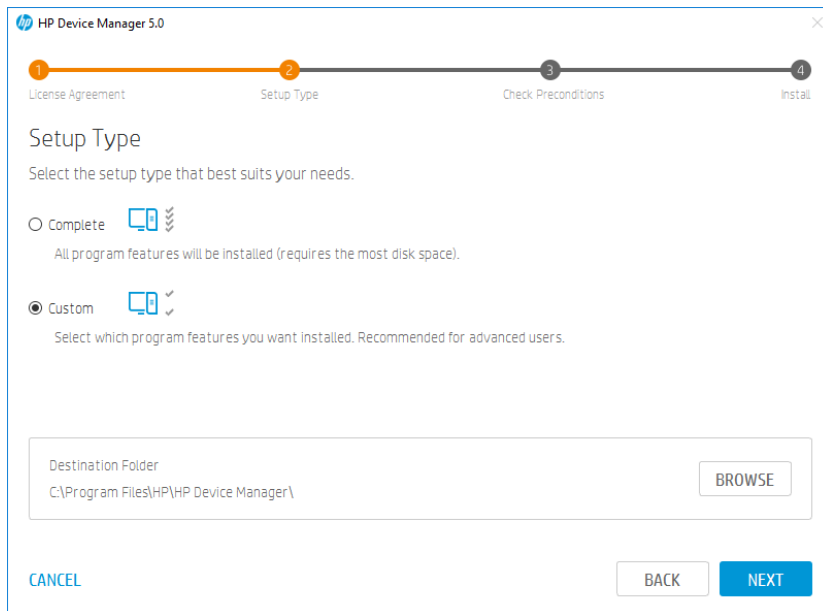 hp HP Device Manager 5.0
1 2 3 4
License Agreement Setup Type Check Preconditions Install
Setup Type
Select the setup type that best suits your needs.
Complete
All program features will be installed (requires the most disk space).
Custom
Select which program features you want installed. Recommended for advanced users.
Destination Folder
C:\Program Files\HP\HP Device Manager\
BROWSE
CANCEL BACK NEXT